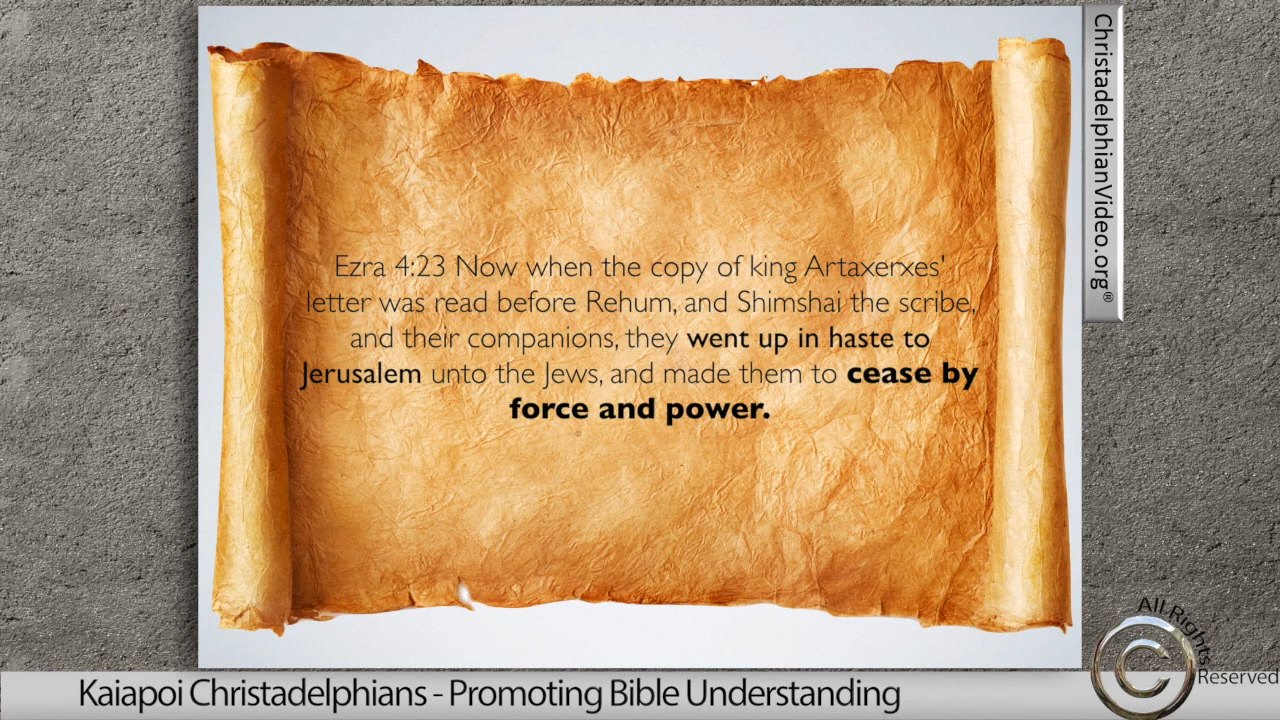 Ezra 4:23 Now when the copy of king Artaxerxes'
letter was read before Rehum, and Shimshai the scribe,
and their companions, they went up in haste to
Jerusalem unto the Jews, and made them to cease by
force and power.
ChristadelphianVideo.org®
All Rights
Reserved
Kaiapoi Christadelphians - Promoting Bible Understanding